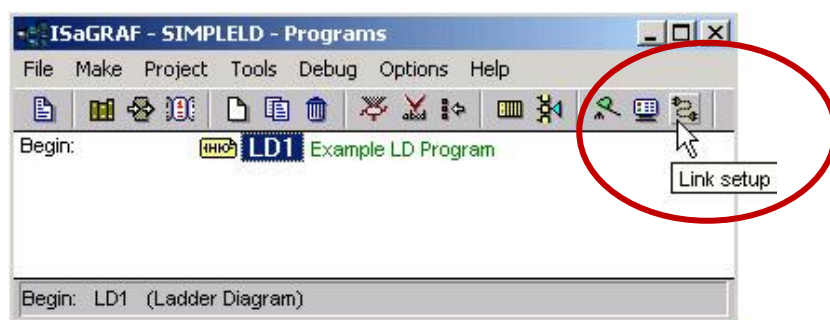 ISaGRAF - SIMPLELD - Programs
File Make Project Tools Debug Options Help
Begin: LD1 Example LD Program
Link setup
Begin: LD1 (Ladder Diagram)